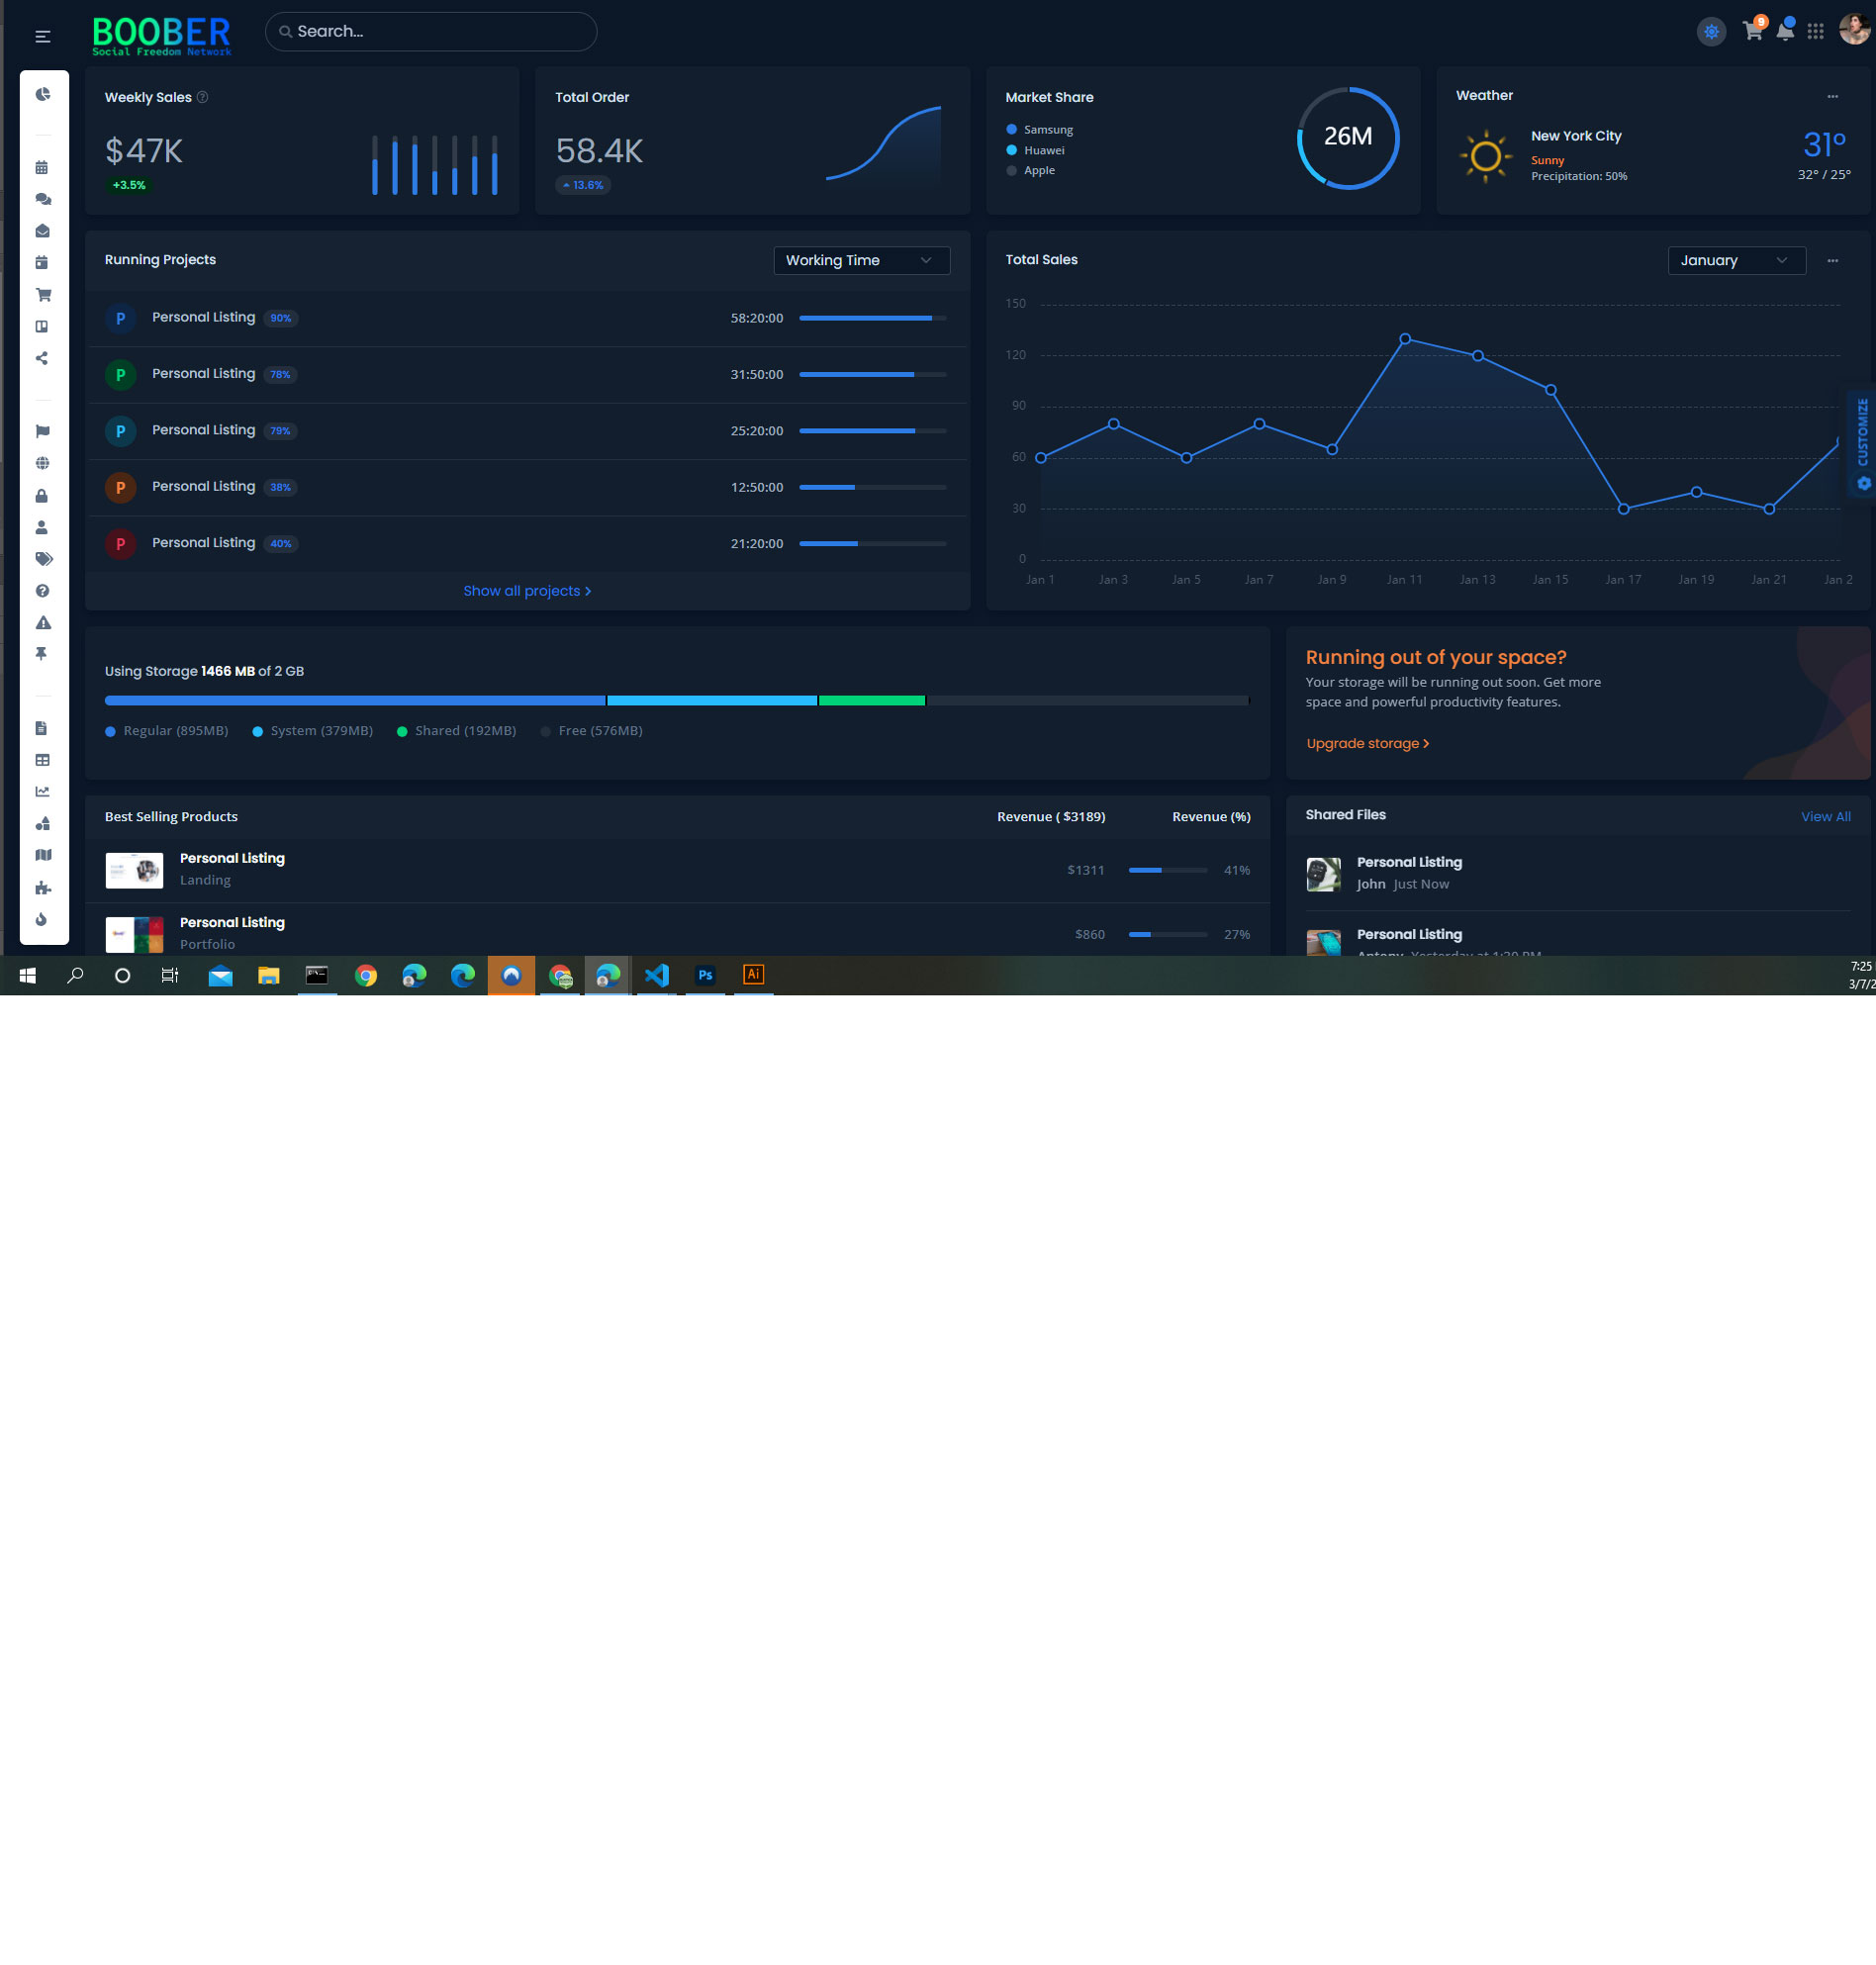 BOOBER
Social Freedom Network
Search...
9
Weekly Sales
$47K
+3.5%
Total Order
58.4K
13.6%
Market Share
Samsung
Huawei
Apple
26M
Weather
New York City
Sunny
Precipitation: 50%
31°
32° / 25°
Running Projects
Working Time
P Personal Listing 90% 58:20:00
P Personal Listing 78% 31:50:00
P Personal Listing 79% 25:20:00
P Personal Listing 38% 12:50:00
P Personal Listing 40% 21:20:00
Show all projects
Total Sales
January
150
120
90
60
30
0
Jan 1 Jan 3 Jan 5 Jan 7 Jan 9 Jan 11 Jan 13 Jan 15 Jan 17 Jan 19 Jan 21 Jan 2
CUSTOMIZE
Using Storage 1466 MB of 2 GB
Regular (895MB) System (379MB) Shared (192MB) Free (576MB)
Running out of your space?
Your storage will be running out soon. Get more
space and powerful productivity features.
Upgrade storage
Best Selling Products Revenue ( $3189) Revenue (%)
Personal Listing
Landing
$1311 41%
Personal Listing
Portfolio
$860 27%
Shared Files View All
Personal Listing
John Just Now
Personal Listing
Antony Yesterday at 1:30 PM
Ps
Ai
7:25
3/7/2